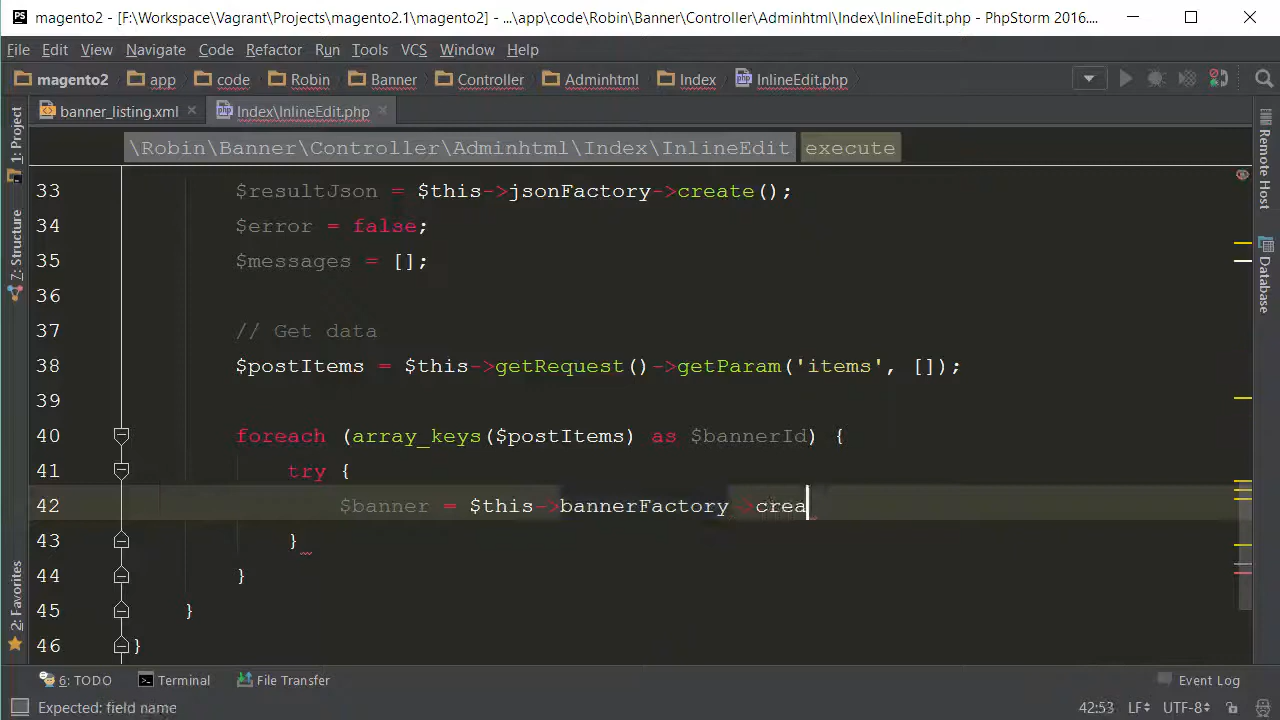 PS magento2 - [F:\Workspace\Vagrant\Projects\magento2.1\magento2] - ...\app\code\Robin\Banner\Controller\Adminhtml\Index\InlineEdit.php - PhpStorm 2016....
File Edit View Navigate Code Refactor Run Tools VCS Window Help
magento2 app code Robin Banner Controller Adminhtml Index InlineEdit.php
banner_listing.xml Index\InlineEdit.php
\Robin\Banner\Controller\Adminhtml\Index\InlineEdit execute
33 $resultJson = $this->jsonFactory->create();
34 $error = false;
35 $messages = [];
36
37 // Get data
38 $postItems = $this->getRequest()->getParam('items', []);
39
40 foreach (array_keys($postItems) as $bannerId) {
41 try {
42 $banner = $this->bannerFactory->crea
43 }
44 }
45 }
46 }
1: Project
7: Structure
2: Favorites
Remote Host
Database
6: TODO Terminal File Transfer Event Log
Expected: field name 42:53 LF UTF-8